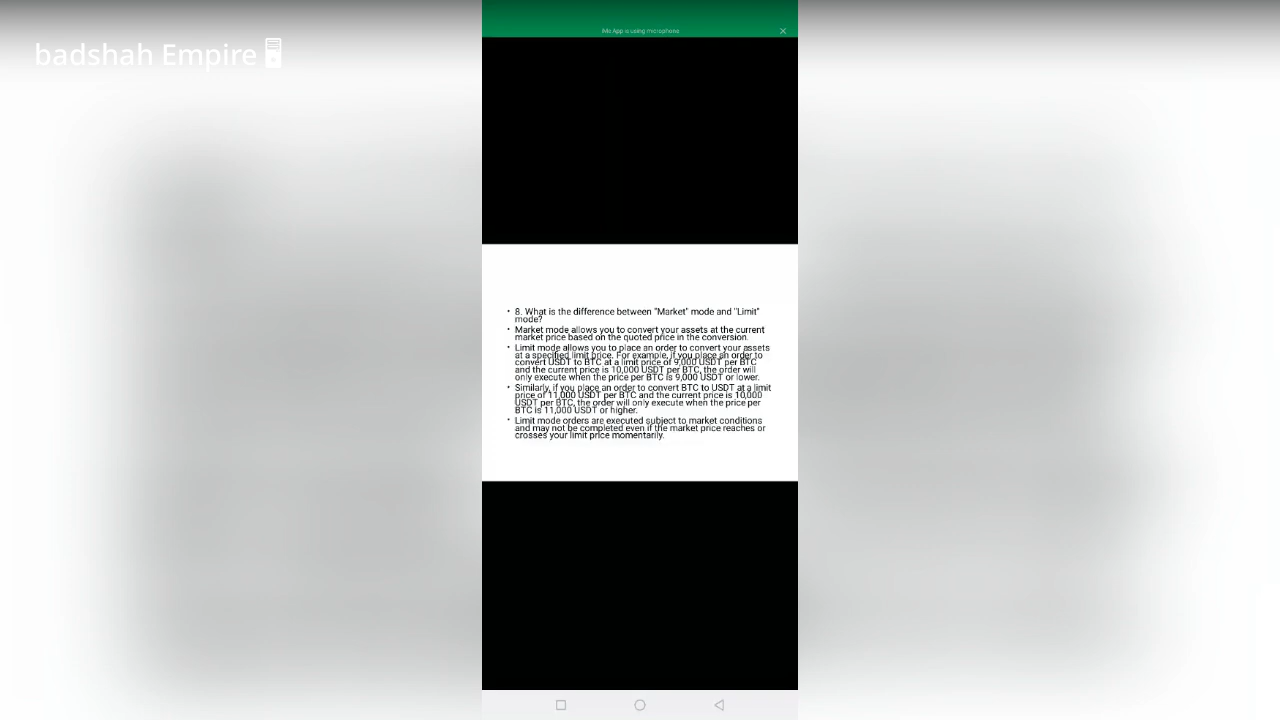 badshah Empire
iMe App is using microphone
• 8. What is the difference between "Market" mode and "Limit"
mode?
• Market mode allows you to convert your assets at the current
market price based on the quoted price in the conversion.
• Limit mode allows you to place an order to convert your assets
at a specified limit price. For example, if you place an order to
convert USDT to BTC at a limit price of 9,000 USDT per BTC
and the current price is 10,000 USDT per BTC, the order will
only execute when the price per BTC is 9,000 USDT or lower.
• Similarly, if you place an order to convert BTC to USDT at a limit
price of 11,000 USDT per BTC and the current price is 10,000
USDT per BTC, the order will only execute when the price per
BTC is 11,000 USDT or higher.
• Limit mode orders are executed subject to market conditions
and may not be completed even if the market price reaches or
crosses your limit price momentarily.